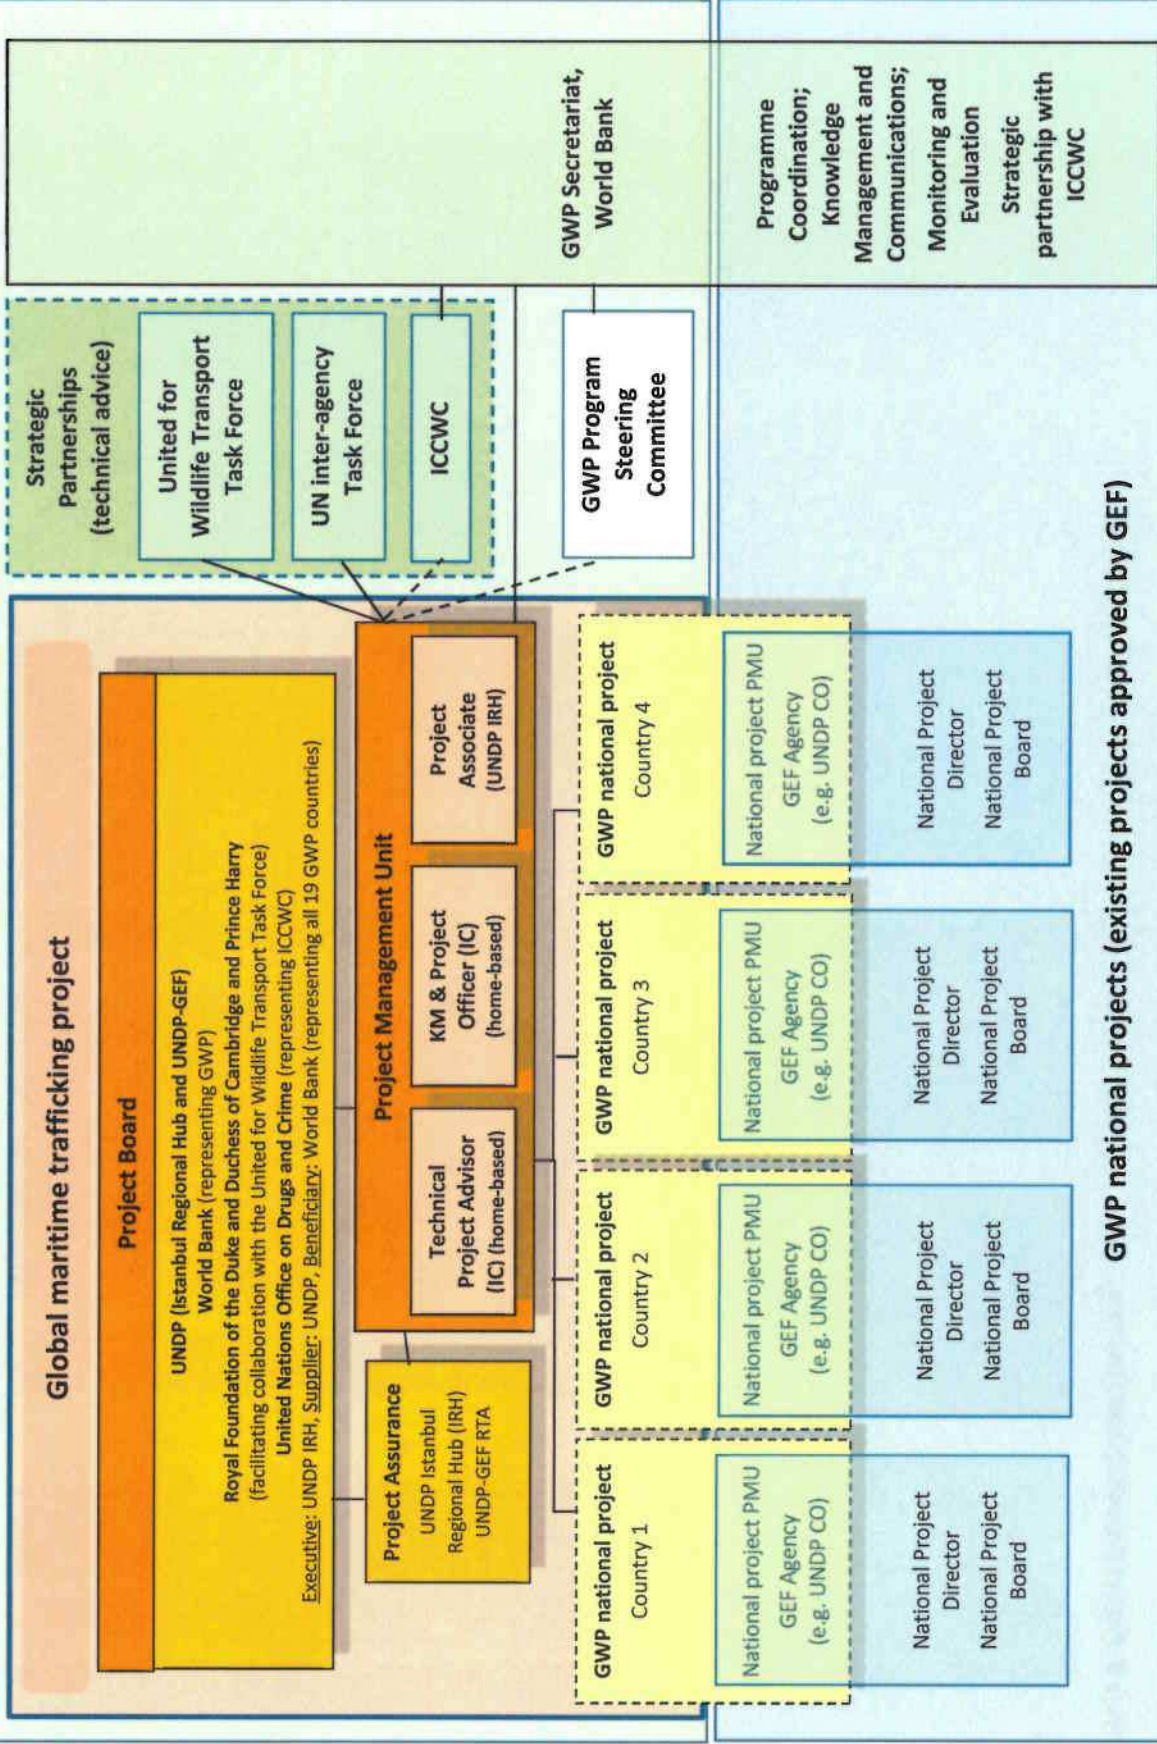 Global maritime trafficking project
Project Board
UNDP (Istanbul Regional Hub and UNDP-GEF)
World Bank (representing GWP)
Royal Foundation of the Duke and Duchess of Cambridge and Prince Harry
(facilitating collaboration with the United for Wildlife Transport Task Force)
United Nations Office on Drugs and Crime (representing ICCWC)
Executive: UNDP IRH, Supplier: UNDP, Beneficiary: World Bank (representing all 19 GWP countries)
Project Assurance
UNDP Istanbul
Regional Hub (IRH)
UNDP-GEF RTA
Project Management Unit
Technical
Project Advisor
(IC) (home-based)
KM & Project
Officer (IC)
(home-based)
Project
Associate
(UNDP IRH)
Strategic
Partnerships
(technical advice)
United for
Wildlife Transport
Task Force
UN inter-agency
Task Force
ICCWC
GWP Program
Steering
Committee
GWP Secretariat,
World Bank
Programme
Coordination;
Knowledge
Management and
Communications;
Monitoring and
Evaluation
Strategic
partnership with
ICCWC
GWP national project
Country 1
National project PMU
GEF Agency
(e.g. UNDP CO)
National Project
Director
National Project
Board
GWP national project
Country 2
National project PMU
GEF Agency
(e.g. UNDP CO)
National Project
Director
National Project
Board
GWP national project
Country 3
National project PMU
GEF Agency
(e.g. UNDP CO)
National Project
Director
National Project
Board
GWP national project
Country 4
National project PMU
GEF Agency
(e.g. UNDP CO)
National Project
Director
National Project
Board
GWP national projects (existing projects approved by GEF)